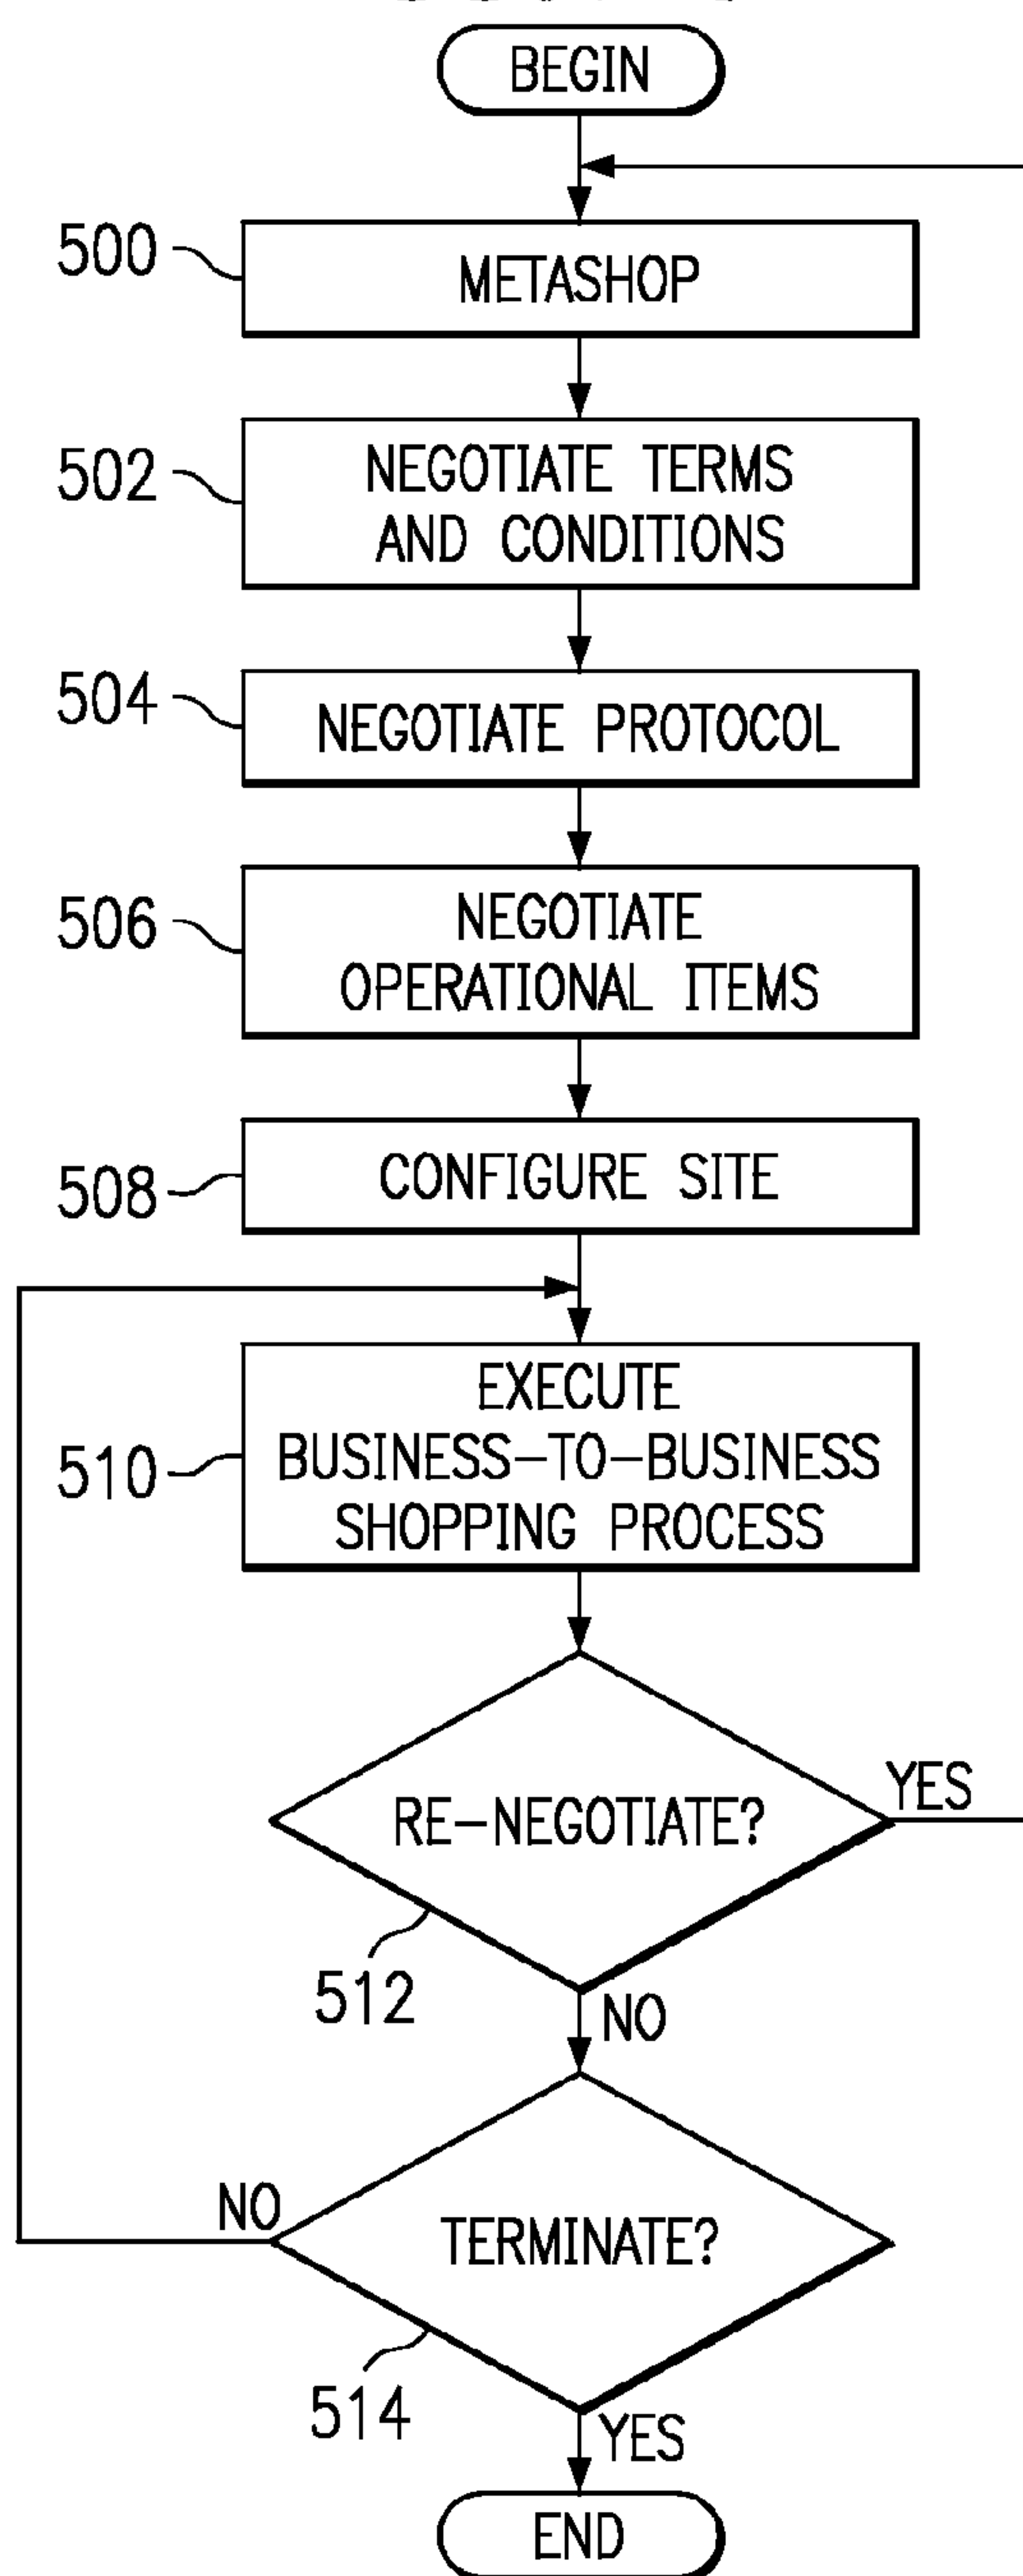 BEGIN
500
METASHOP
502
NEGOTIATE TERMS
AND CONDITIONS
504
NEGOTIATE PROTOCOL
506
NEGOTIATE
OPERATIONAL ITEMS
508
CONFIGURE SITE
510
EXECUTE
BUSINESS-TO-BUSINESS
SHOPPING PROCESS
RE-NEGOTIATE?
YES
512
NO
TERMINATE?
NO
514
YES
END